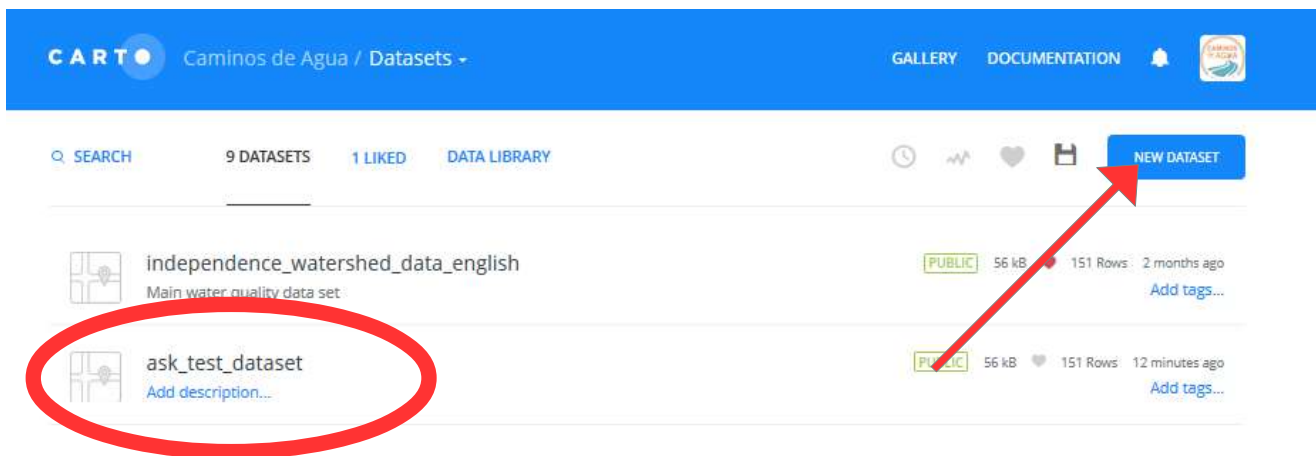 CARTO Caminos de Agua / Datasets GALLERY DOCUMENTATION
SEARCH 9 DATASETS 1 LIKED DATA LIBRARY NEW DATASET
independence_watershed_data_english PUBLIC 56 kB 151 Rows 2 months ago
Main water quality data set Add tags...
ask_test_dataset PUBLIC 56 kB 151 Rows 12 minutes ago
Add description... Add tags...